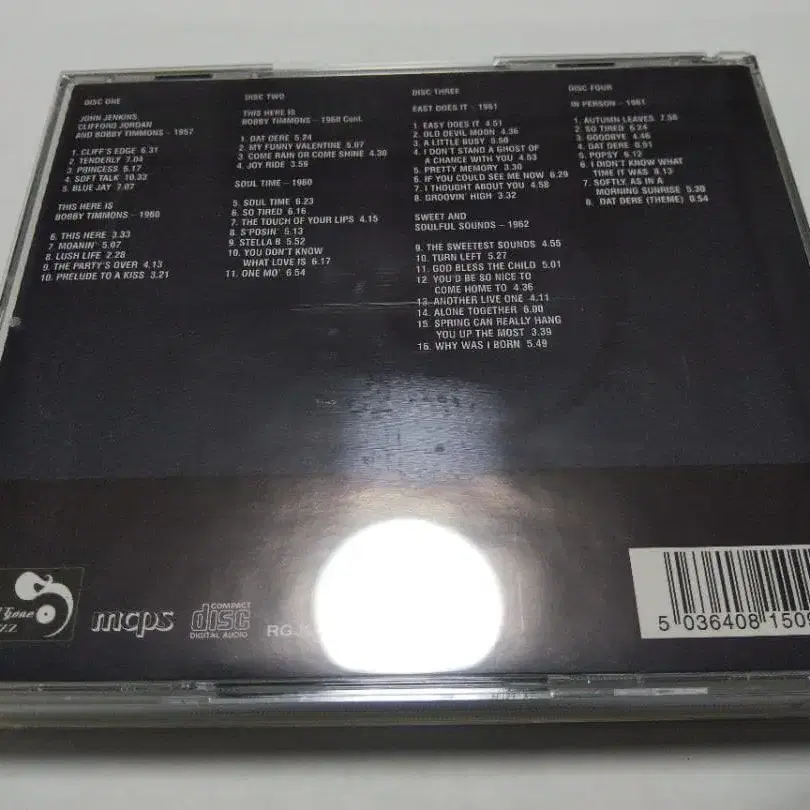 DISC ONE
JOHN JENKINS,
CLIFFORD JORDAN
AND BOBBY TIMMONS – 1957
1. CLIFF'S EDGE 6.31
2. TENDERLY 7.04
3. PRINCESS 6.17
4. SOFT TALK 10.33
5. BLUE JAY 7.07
THIS HERE IS
BOBBY TIMMONS – 1960
6. THIS HERE 3.33
7. MOANIN' 5.07
8. LUSH LIFE 2.28
9. THE PARTY'S OVER 4.13
10. PRELUDE TO A KISS 3.21
DISC TWO
THIS HERE IS
BOBBY TIMMONS – 1960 Cont.
1. DAT DERE 5.24
2. MY FUNNY VALENTINE 5.07
3. COME RAIN OR COME SHINE 4.30
4. JOY RIDE 3.55
SOUL TIME – 1960
5. SOUL TIME 6.23
6. SO TIRED 6.16
7. THE TOUCH OF YOUR LIPS 4.15
8. S'POSIN' 5.13
9. STELLA B 5.52
10. YOU DON'T KNOW
WHAT LOVE IS 6.17
11. ONE MO' 6.54
DISC THREE
EASY DOES IT – 1961
1. EASY DOES IT 4.51
2. OLD DEVIL MOON 4.36
3. A LITTLE BUSY 5.50
4. I DON'T STAND A GHOST OF
A CHANCE WITH YOU 4.53
5. PRETTY MEMORY 3.30
6. IF YOU COULD SEE ME NOW 6.29
7. I THOUGHT ABOUT YOU 4.58
8. GROOVIN' HIGH 3.32
SWEET AND
SOULFUL SOUNDS – 1962
9. THE SWEETEST SOUNDS 4.55
10. TURN LEFT 5.27
11. GOD BLESS THE CHILD 5.01
12. YOU'D BE SO NICE TO
COME HOME TO 4.36
13. ANOTHER LIVE ONE 4.11
14. ALONE TOGETHER 6.00
15. SPRING CAN REALLY HANG
YOU UP THE MOST 3.39
16. WHY WAS I BORN 5.49
DISC FOUR
IN PERSON – 1961
1. AUTUMN LEAVES 7.56
2. SO TIRED 6.24
3. GOODBYE 4.46
4. DAT DERE 6.51
5. POPSY 6.12
6. I DIDN'T KNOW WHAT
TIME IT WAS 8.13
7. SOFTLY, AS IN A
MORNING SUNRISE 5.30
8. DAT DERE (THEME) 0.54
mcps
COMPACT
disc
DIGITAL AUDIO
RGJ
5 036408 1509